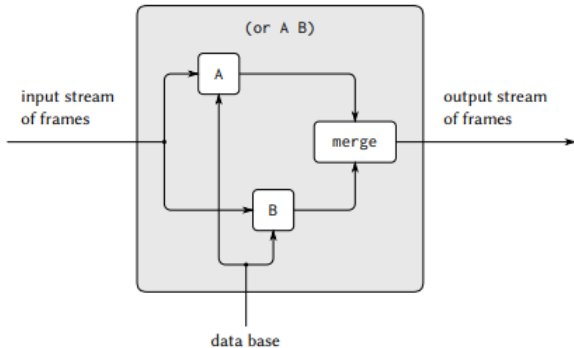 (or A B)
A
input stream
of frames
output stream
of frames
merge
B
data base